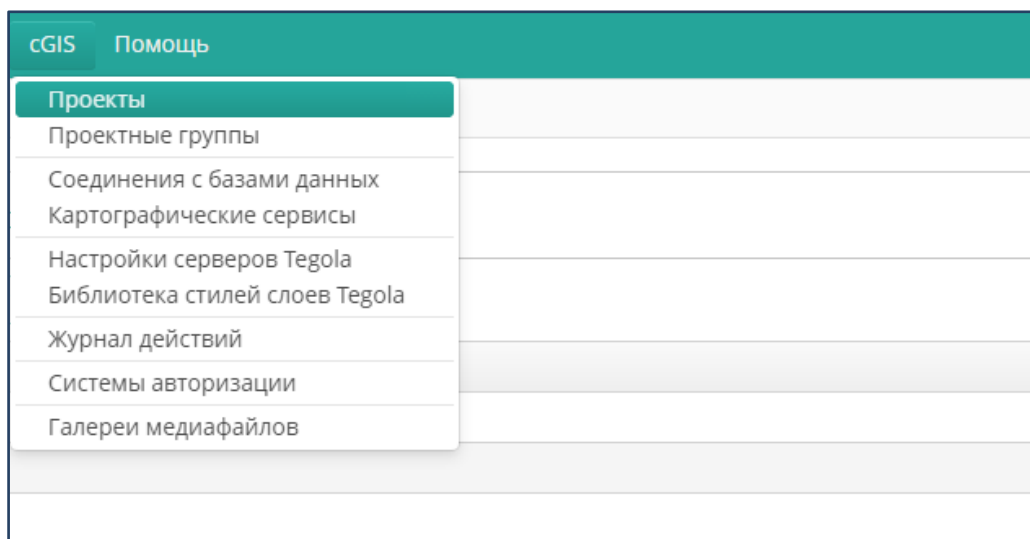 cGIS Помощь
Проекты
Проектные группы
Соединения с базами данных
Картографические сервисы
Настройки серверов Tegola
Библиотека стилей слоев Tegola
Журнал действий
Системы авторизации
Галереи медиафайлов